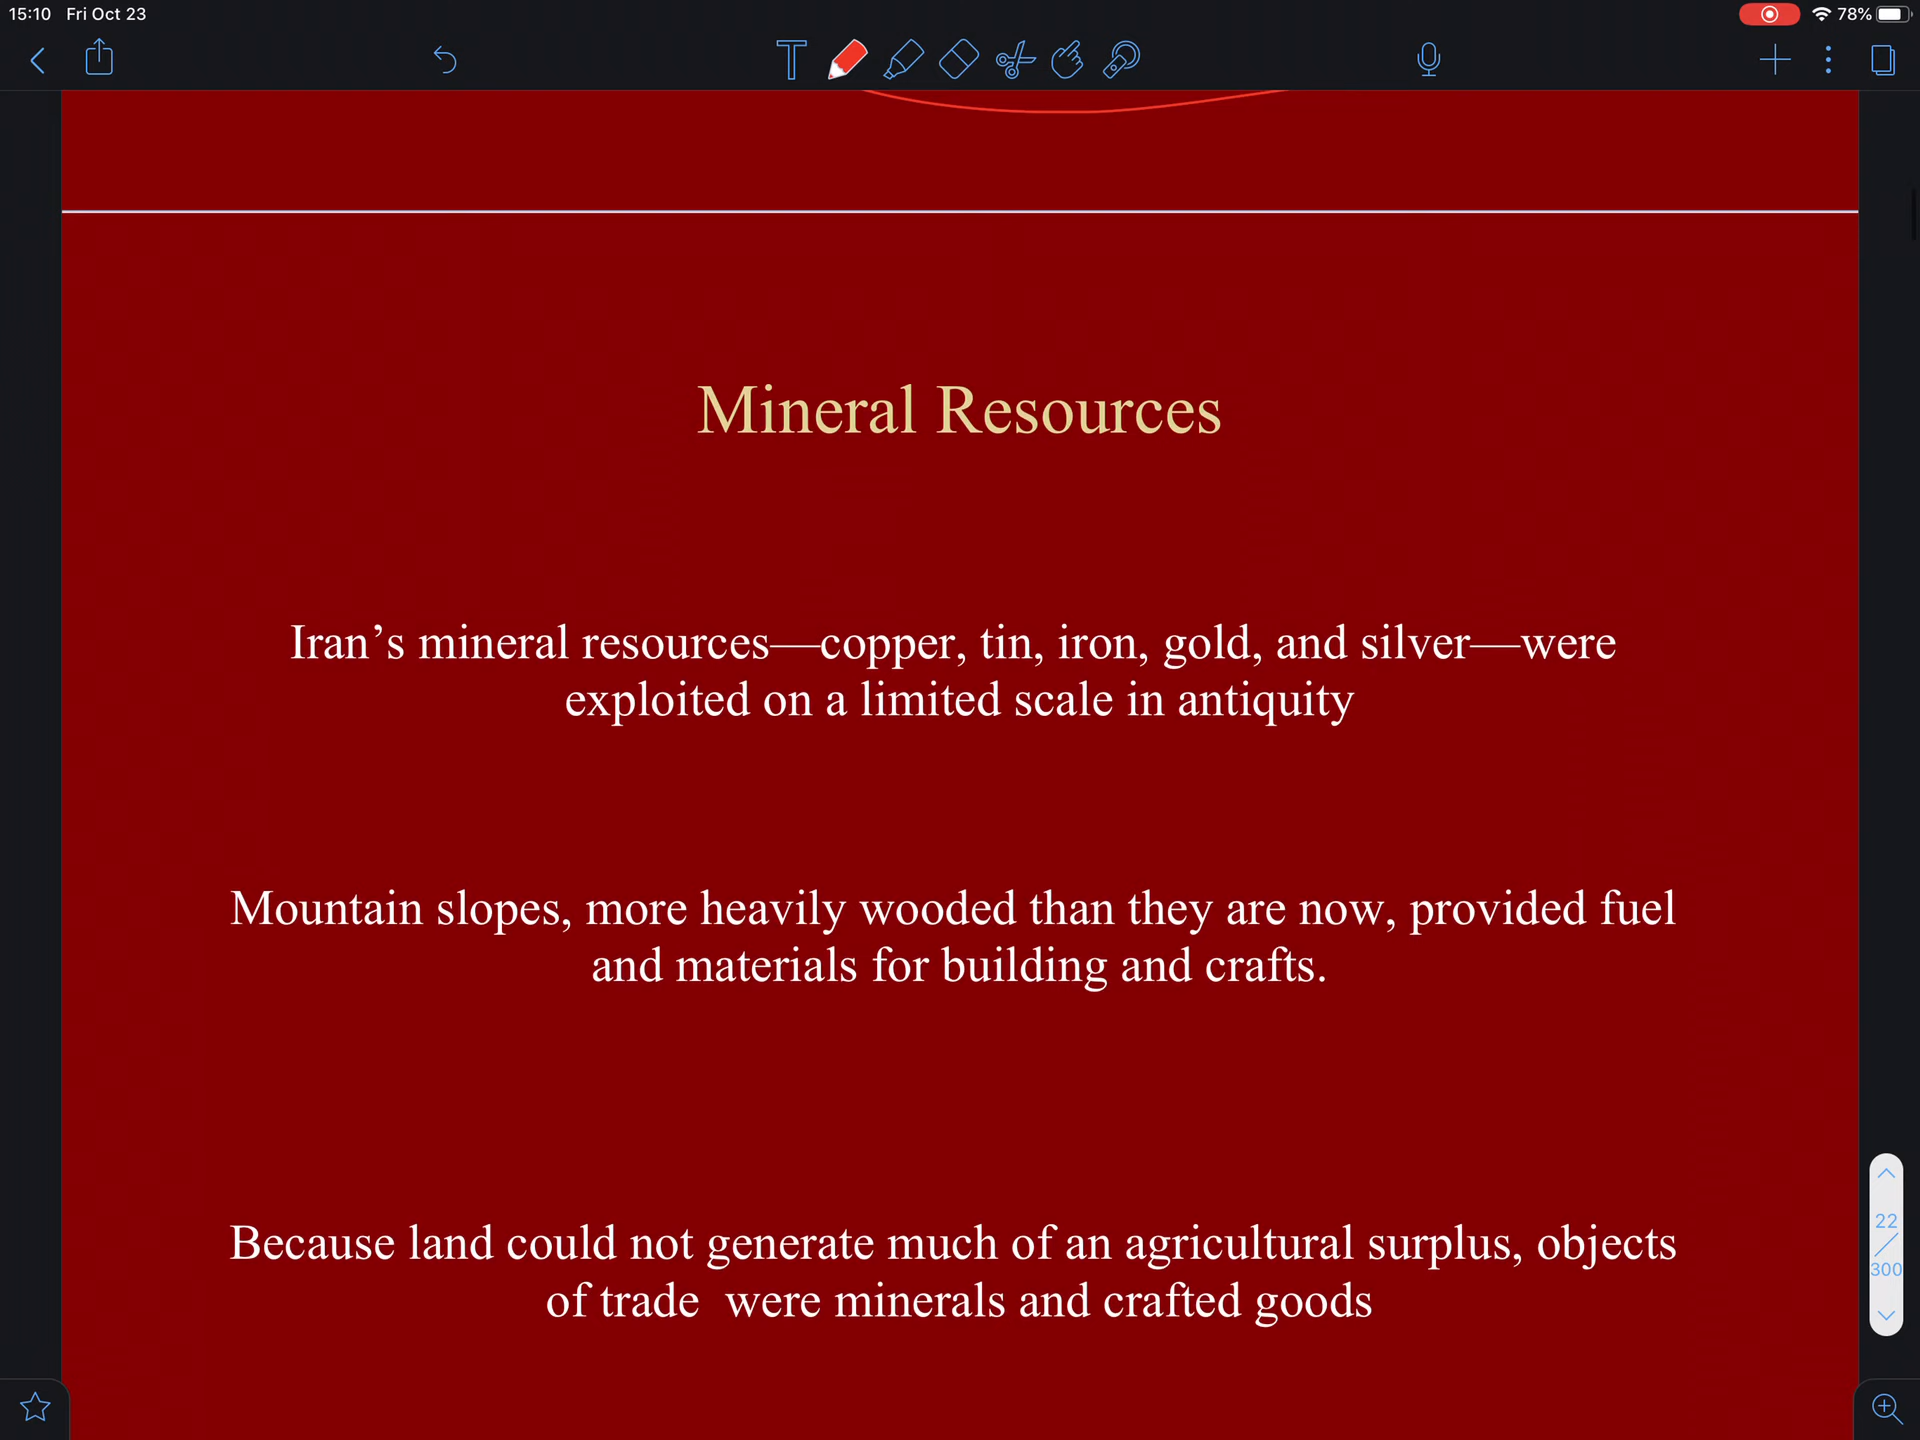 15:10 Fri Oct 23
78%
T
Mineral Resources
Iran’s mineral resources—copper, tin, iron, gold, and silver—were
exploited on a limited scale in antiquity
Mountain slopes, more heavily wooded than they are now, provided fuel
and materials for building and crafts.
Because land could not generate much of an agricultural surplus, objects
of trade  were minerals and crafted goods
22
/
300